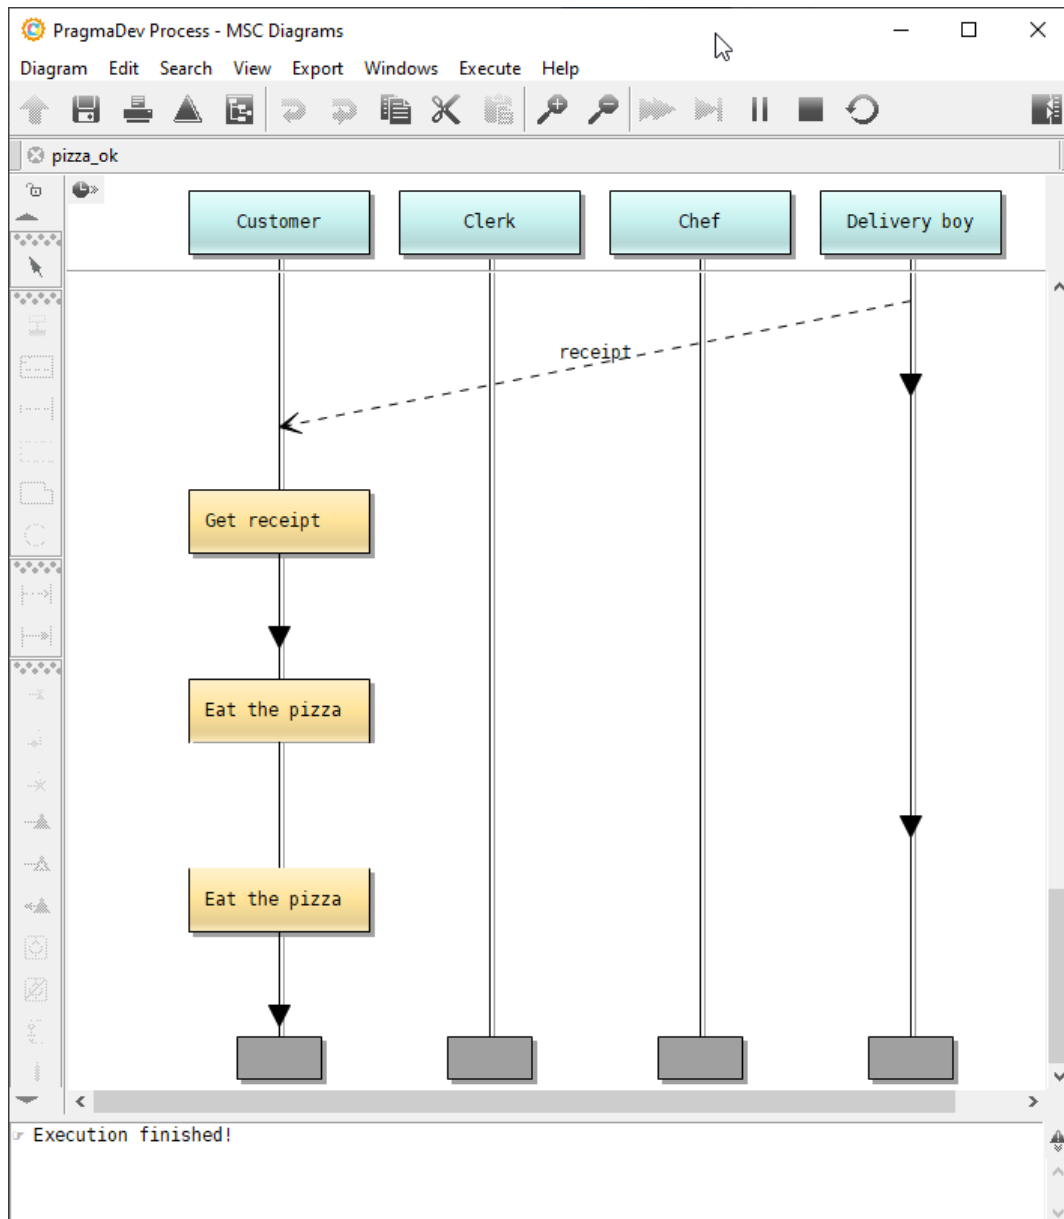 PragmaDev Process - MSC Diagrams
Diagram Edit Search View Export Windows Execute Help
pizza_ok
Customer Clerk Chef Delivery boy
receipt
Get receipt
Eat the pizza
Eat the pizza
Execution finished!